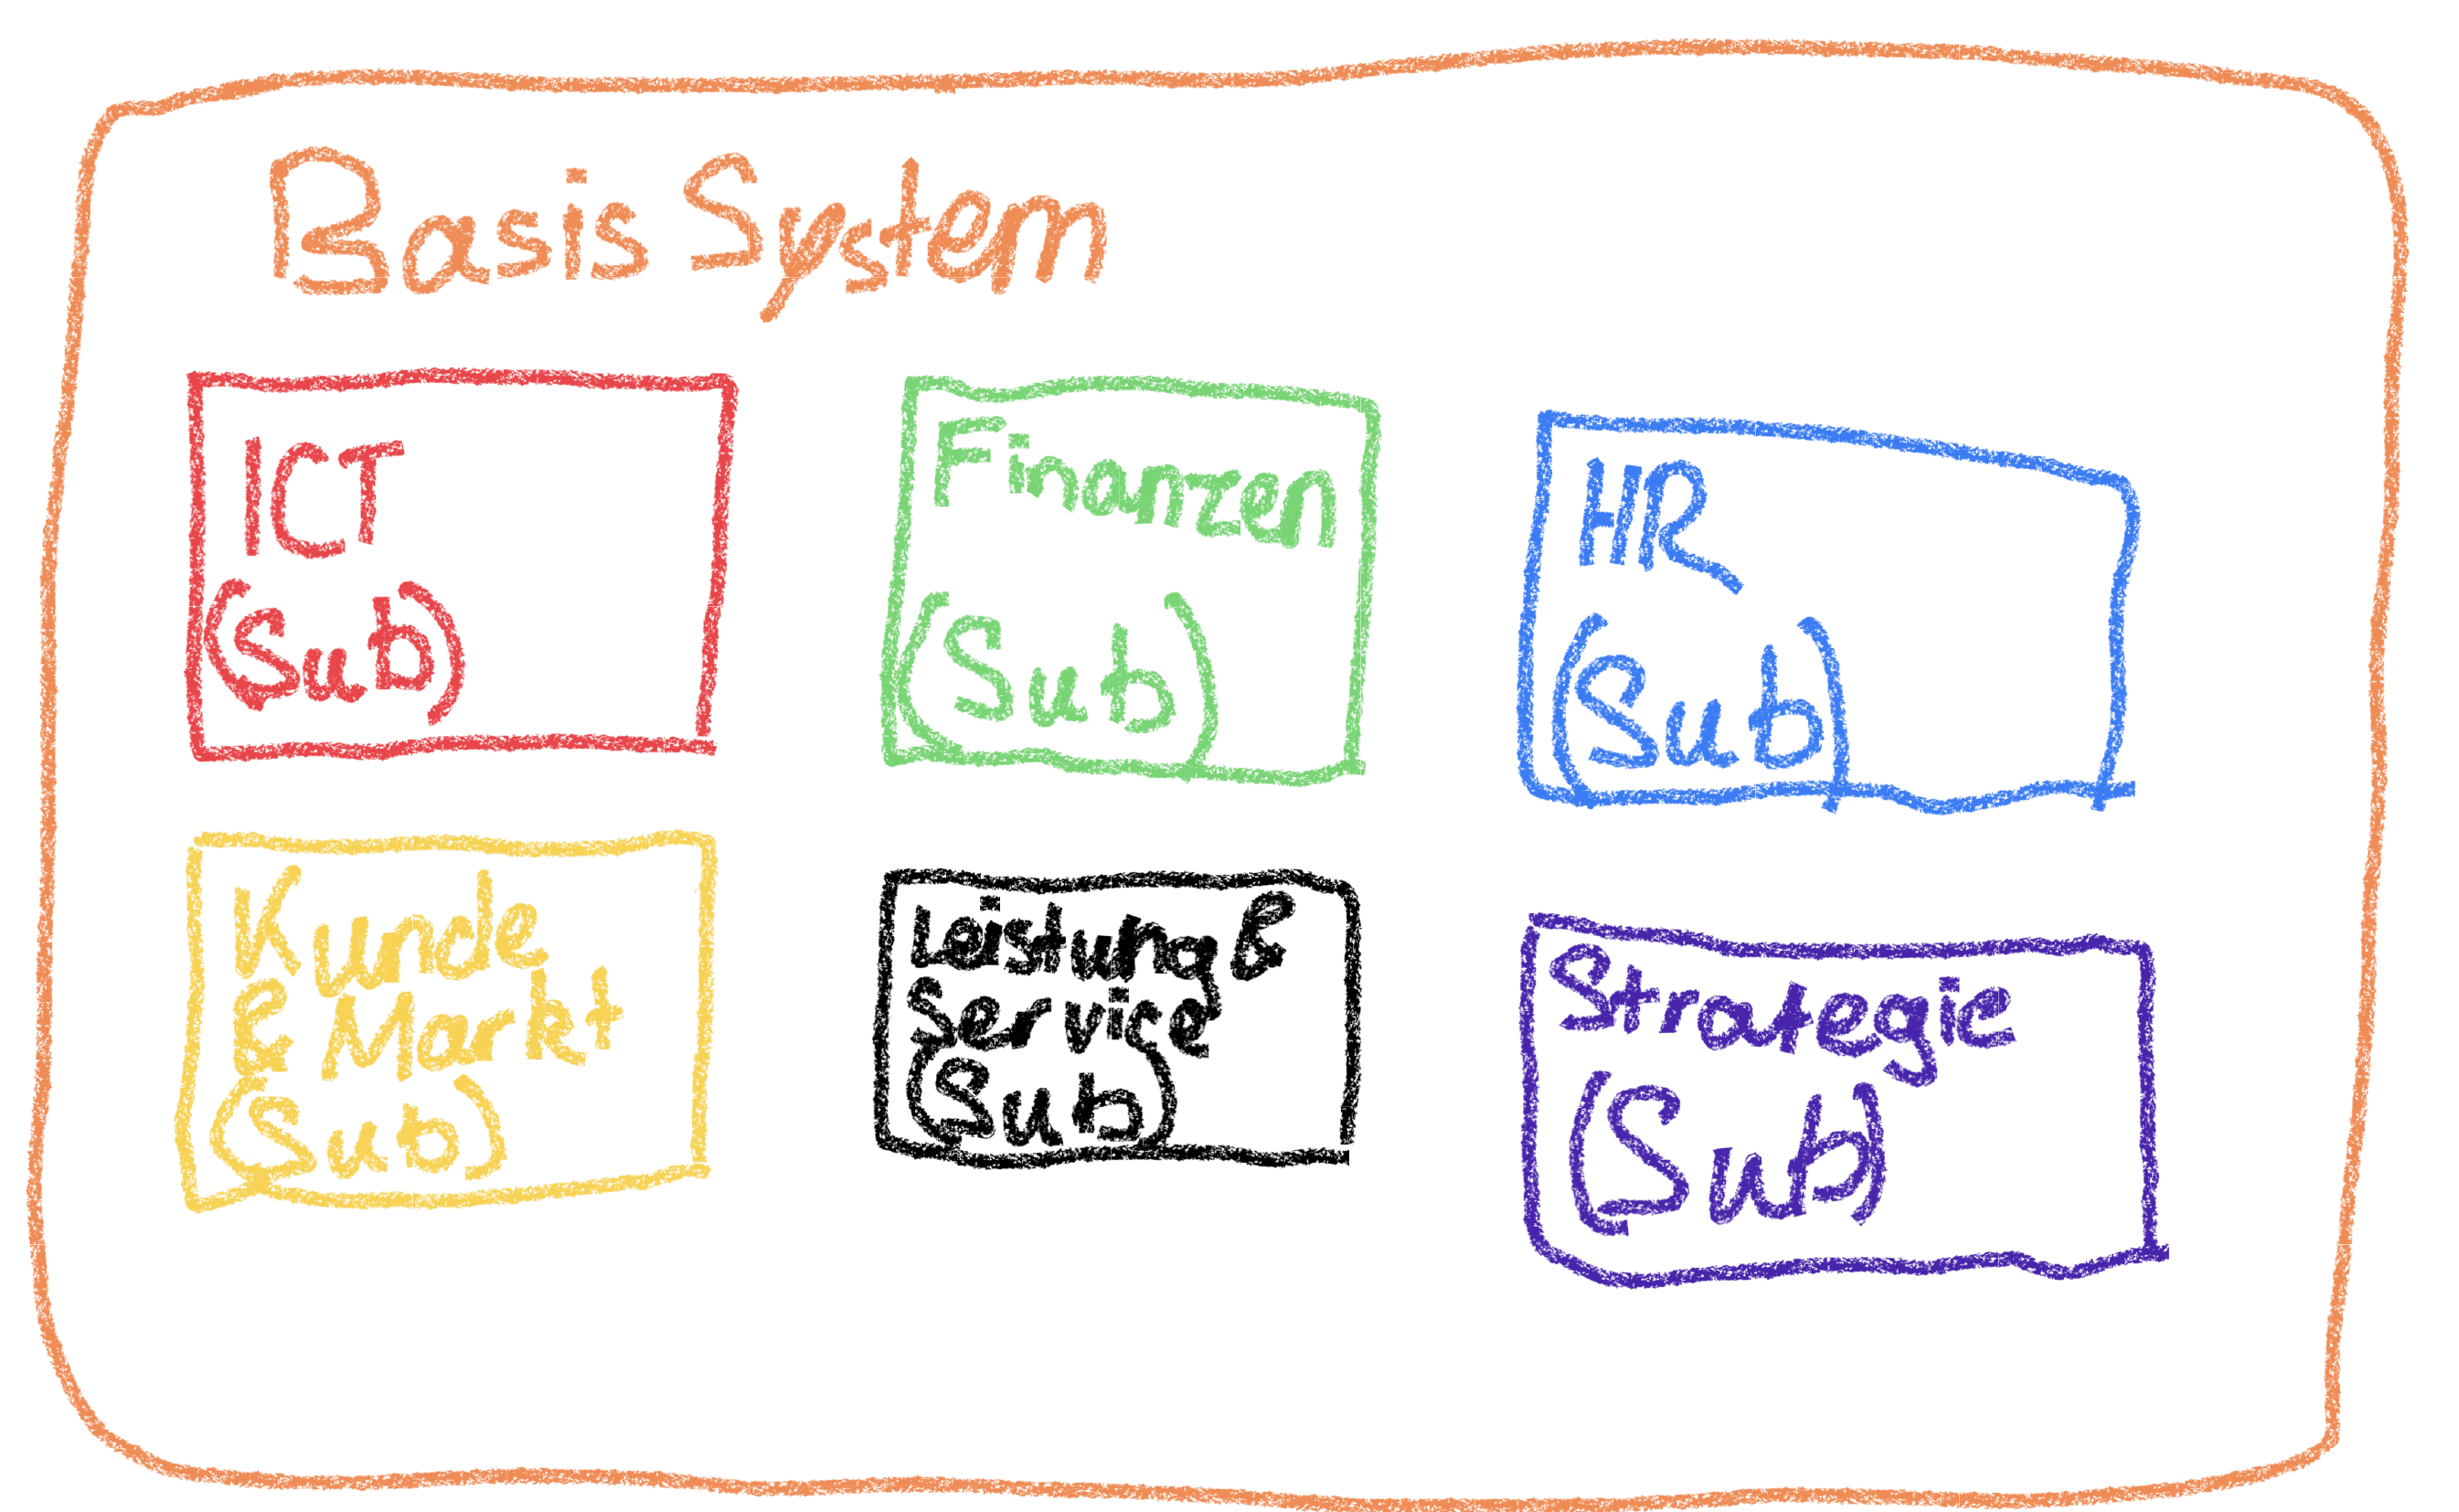 Basis System
ICT
(Sub)
Finanzen
(Sub)
HR
(Sub)
Kunde
& Markt
(Sub)
Leistung &
Service
(Sub)
Strategie
(Sub)